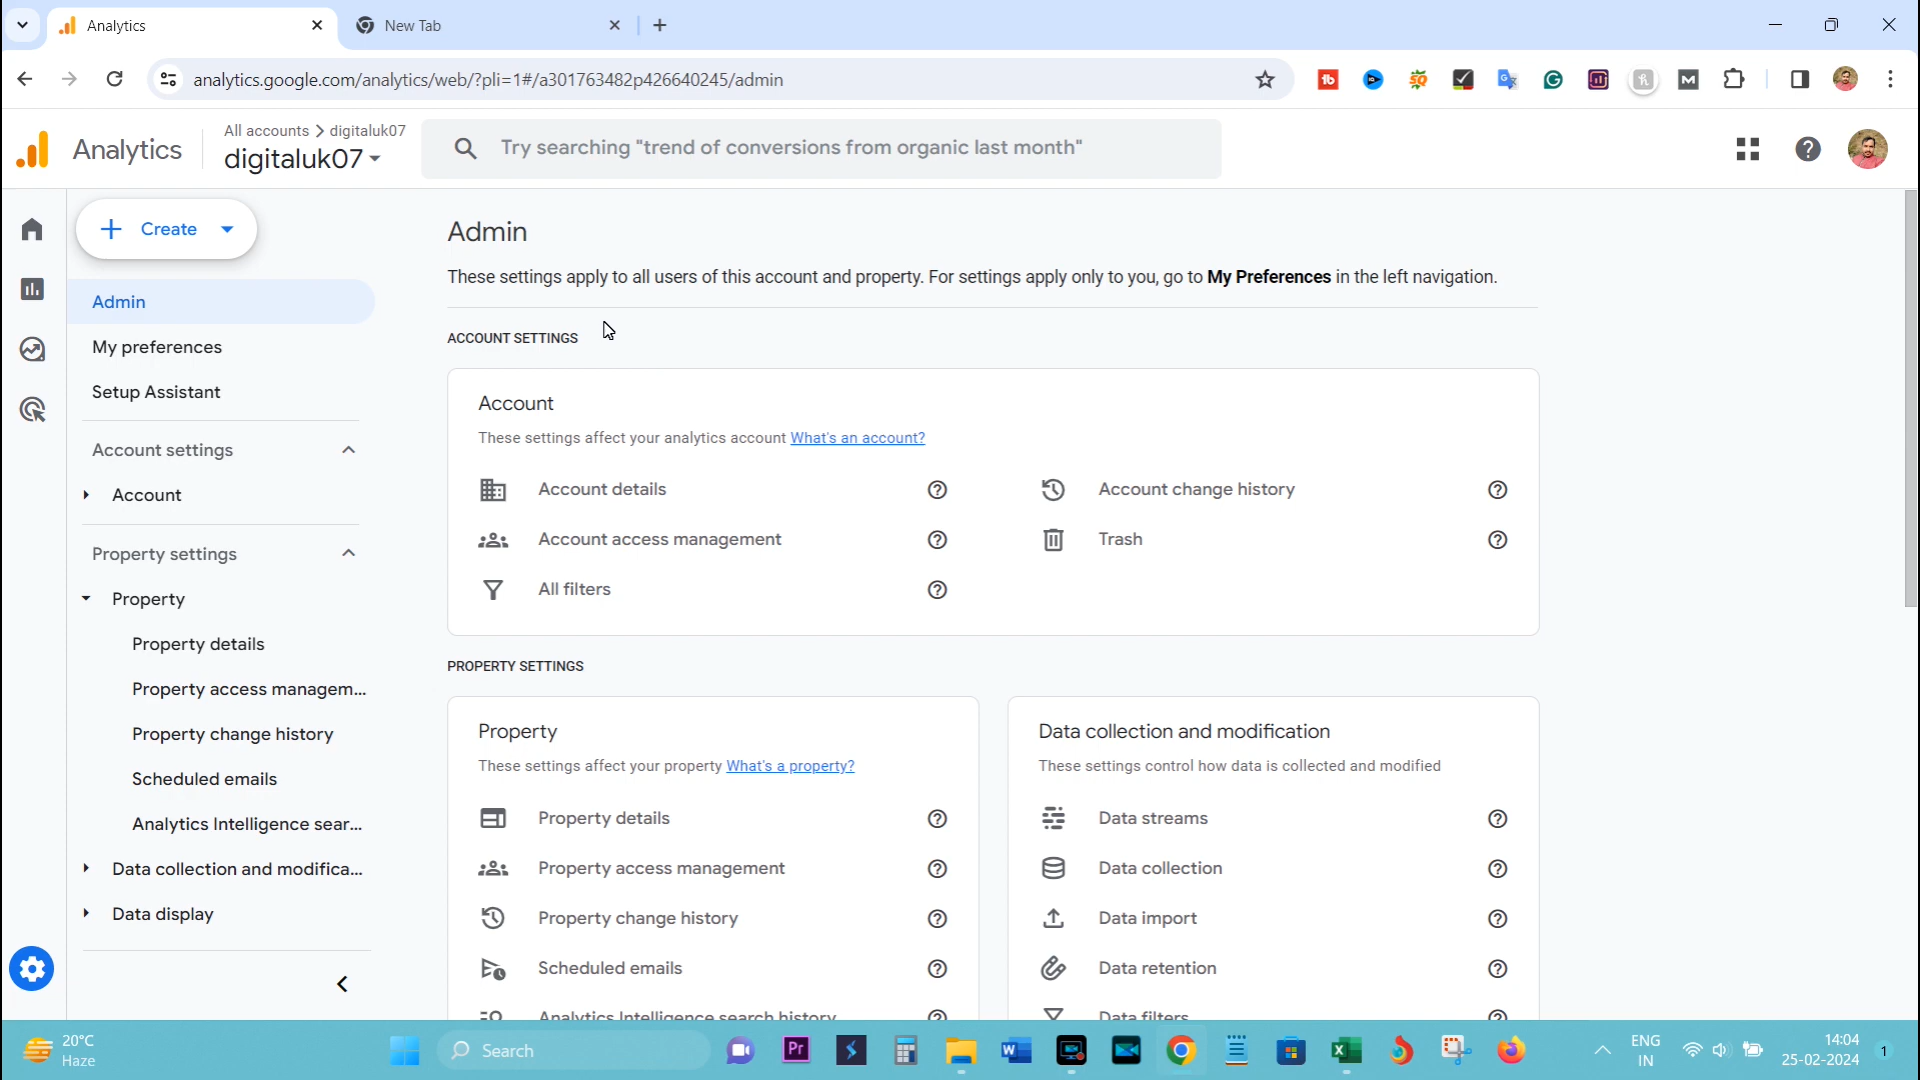 Analytics
New Tab
analytics.google.com/analytics/web/?pli=1#/a301763482p426640245/admin
Analytics
All accounts > digitaluk07
digitaluk07
Try searching "trend of conversions from organic last month"
Create
Admin
My preferences
Setup Assistant
Account settings
Account
Property settings
Property
Property details
Property access managem...
Property change history
Scheduled emails
Analytics Intelligence sear...
Data collection and modifica...
Data display
Admin
These settings apply to all users of this account and property. For settings apply only to you, go to My Preferences in the left navigation.
ACCOUNT SETTINGS
Account
These settings affect your analytics account What's an account?
Account details
Account change history
Account access management
Trash
All filters
PROPERTY SETTINGS
Property
These settings affect your property What's a property?
Property details
Property access management
Property change history
Scheduled emails
Analytics Intelligence search history
Data collection and modification
These settings control how data is collected and modified
Data streams
Data collection
Data import
Data retention
Data filters
20°C
Haze
Search
Pr
ENG
IN
14:04
25-02-2024
1